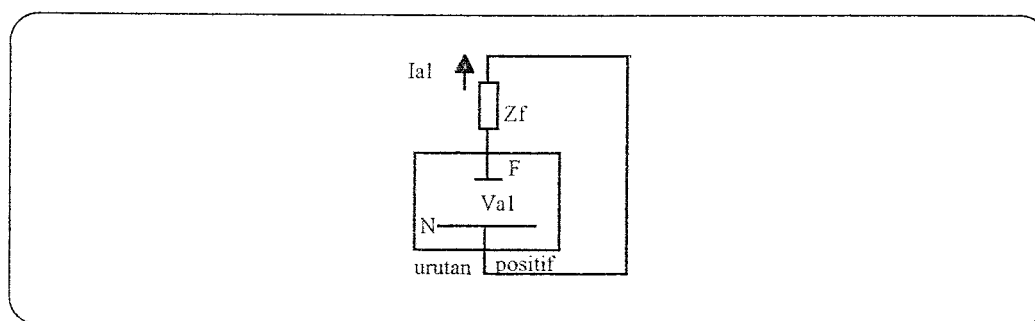 Ia1
Zf
F
Va1
N
urutan positif